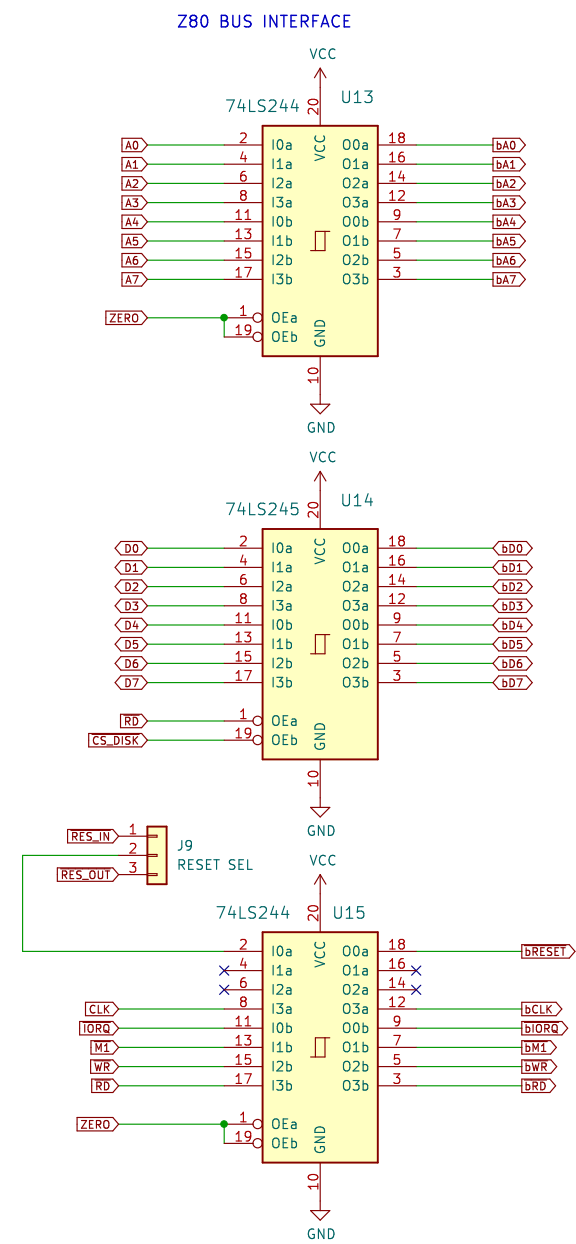 Z80 BUS INTERFACE
VCC
74LS244 U13
20
VCC
A0 2 I0a O0a 18 bA0
A1 4 I1a O1a 16 bA1
A2 6 I2a O2a 14 bA2
A3 8 I3a O3a 12 bA3
A4 11 I0b O0b 9 bA4
A5 13 I1b O1b 7 bA5
A6 15 I2b O2b 5 bA6
A7 17 I3b O3b 3 bA7
ZERO 1 OEa
19 OEb
GND
10
GND
VCC
74LS245 U14
20
VCC
D0 2 I0a O0a 18 bD0
D1 4 I1a O1a 16 bD1
D2 6 I2a O2a 14 bD2
D3 8 I3a O3a 12 bD3
D4 11 I0b O0b 9 bD4
D5 13 I1b O1b 7 bD5
D6 15 I2b O2b 5 bD6
D7 17 I3b O3b 3 bD7
RD 1 OEa
CS_DISK 19 OEb
GND
10
GND
RES_IN 1
2
RES_OUT 3
J9
RESET SEL
VCC
74LS244 U15
20
VCC
2 I0a O0a 18 bRESET
4 I1a O1a 16
6 I2a O2a 14
CLK 8 I3a O3a 12 bCLK
IORQ 11 I0b O0b 9 bIORQ
M1 13 I1b O1b 7 bM1
WR 15 I2b O2b 5 bWR
RD 17 I3b O3b 3 bRD
ZERO 1 OEa
19 OEb
GND
10
GND